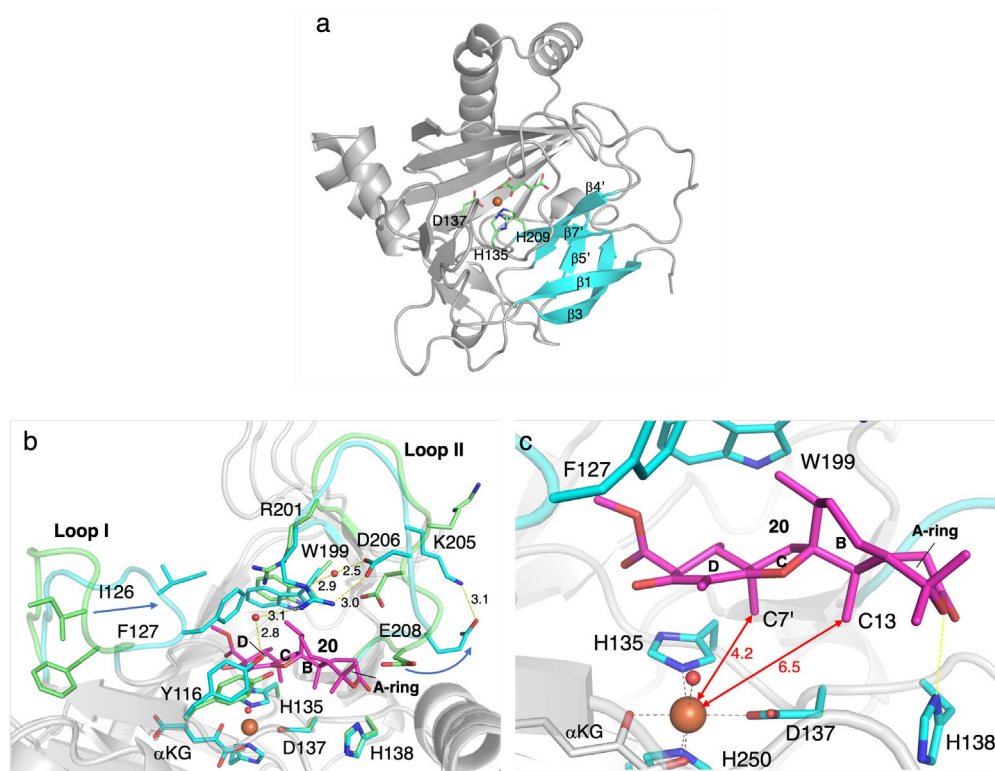 a
β4'
D137
β7'
H209
H135
β5'
β1
β3
b
Loop II
Loop I
R201
D206
K205
W199
2.5
I126
2.9
3.0
3.1
F127
3.1
2.8
20
E208
D
C
B
A-ring
Y116
H135
αKG
D137
H138
c
F127
W199
20
A-ring
B
D
C
C7'
C13
H135
4.2
6.5
αKG
D137
H250
H138